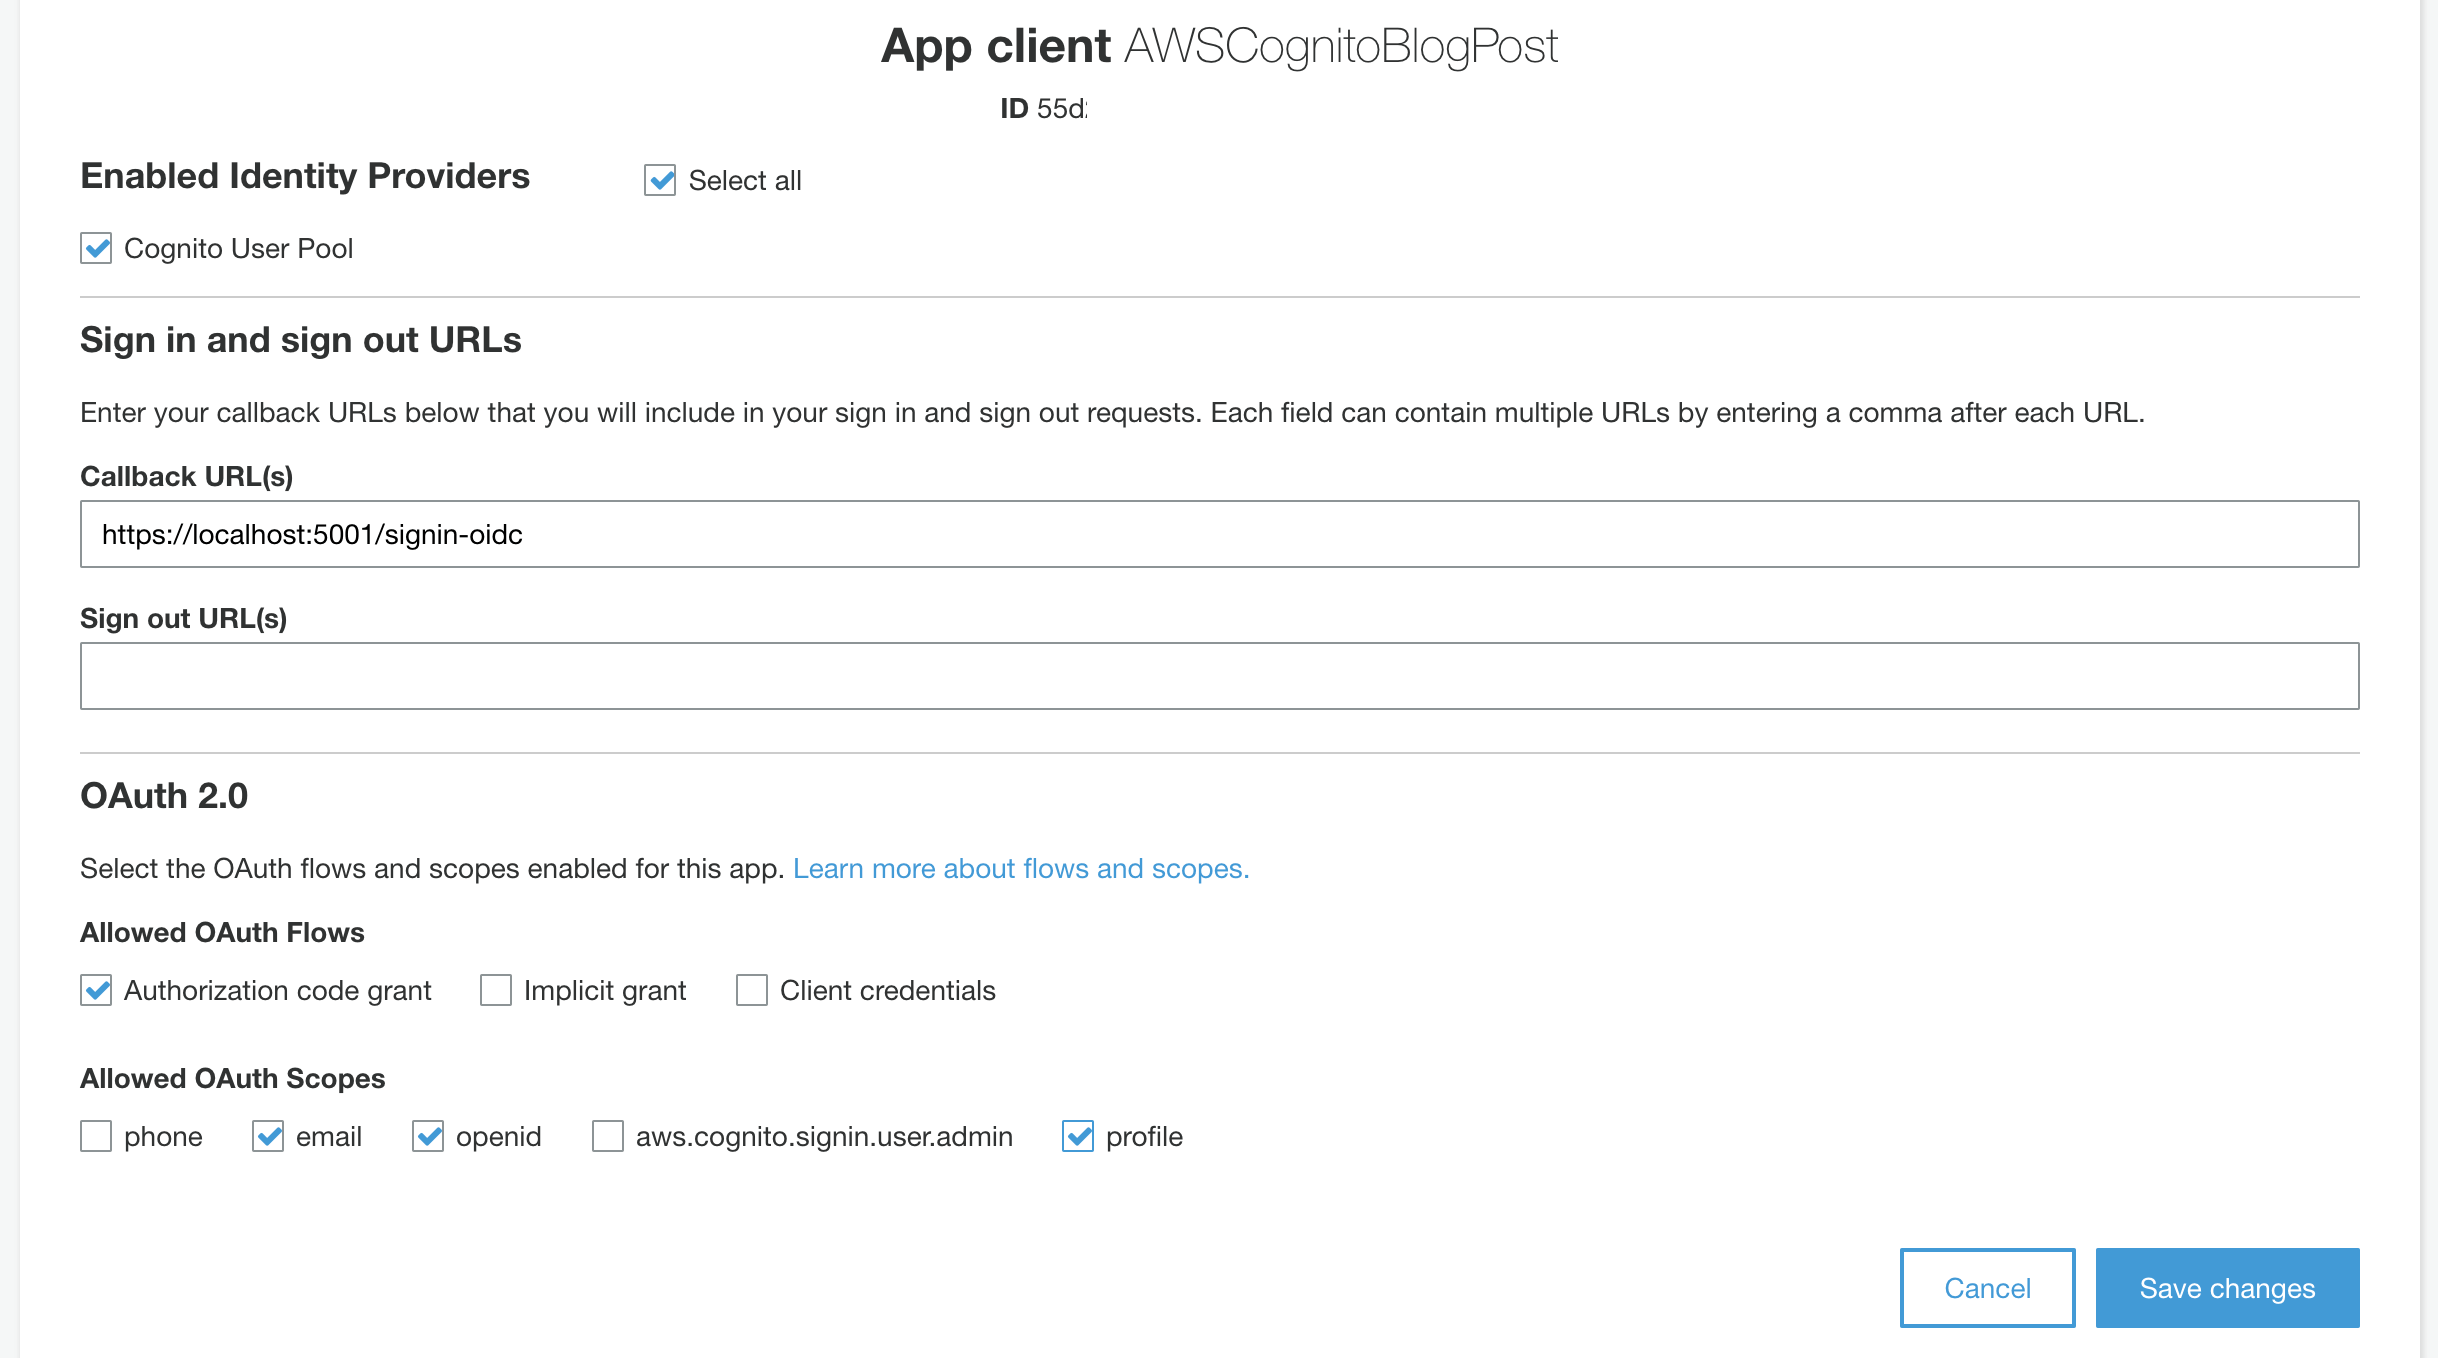 App client AWSCognitoBlogPost
ID 55d
Enabled Identity Providers
Select all
Cognito User Pool
Sign in and sign out URLs
Enter your callback URLs below that you will include in your sign in and sign out requests. Each field can contain multiple URLs by entering a comma after each URL.
Callback URL(s)
https://localhost:5001/signin-oidc
Sign out URL(s)
OAuth 2.0
Select the OAuth flows and scopes enabled for this app. Learn more about flows and scopes.
Allowed OAuth Flows
Authorization code grant Implicit grant Client credentials
Allowed OAuth Scopes
phone email openid aws.cognito.signin.user.admin profile
Cancel Save changes